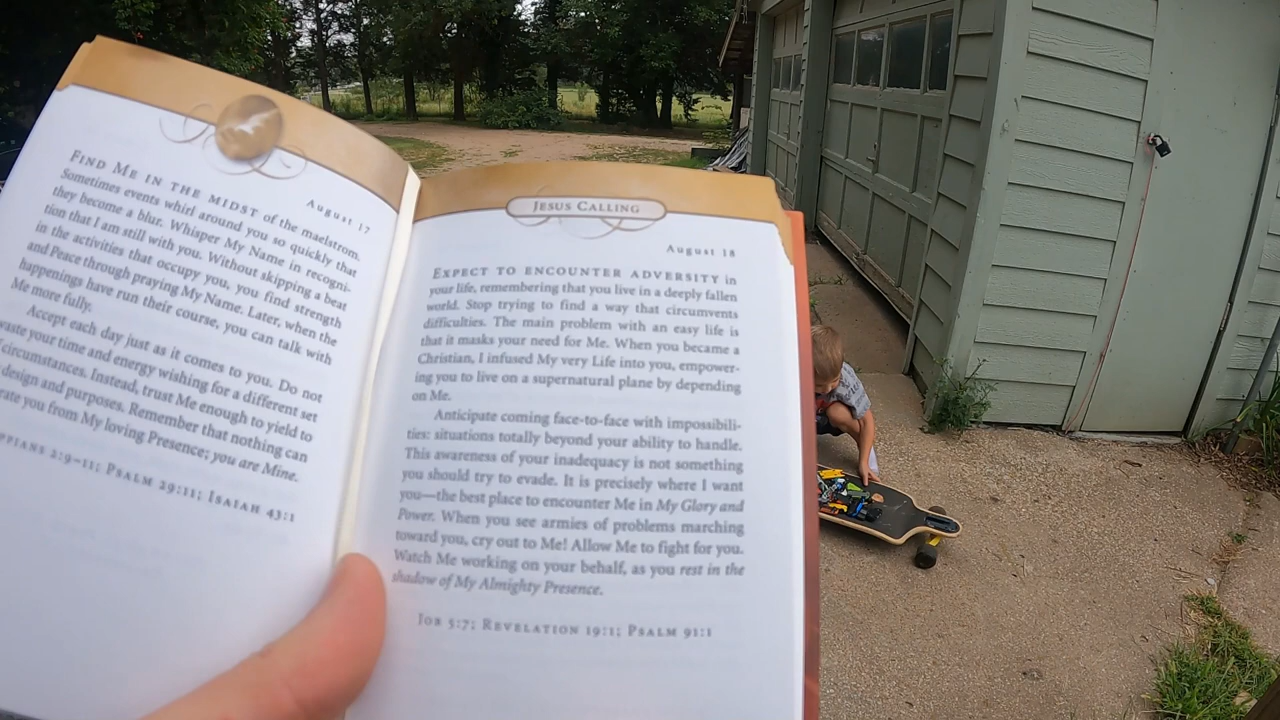 August 17
FIND ME IN THE MIDST of the maelstrom.
Sometimes events whirl around you so quickly that
they become a blur. Whisper My Name in recogni-
tion that I am still with you. Without skipping a beat
in the activities that occupy you, you find strength
and Peace through praying My Name. Later, when the
happenings have run their course, you can talk with
Me more fully.
Accept each day just as it comes to you. Do not
waste your time and energy wishing for a different set
circumstances. Instead, trust Me enough to yield to
design and purposes. Remember that nothing can
rate you from My loving Presence; you are Mine.
2:9–11; PSALM 29:11; ISAIAH 43:1
JESUS CALLING
August 18
EXPECT TO ENCOUNTER ADVERSITY in
your life, remembering that you live in a deeply fallen
world. Stop trying to find a way that circumvents
difficulties. The main problem with an easy life is
that it masks your need for Me. When you became a
Christian, I infused My very Life into you, empower-
ing you to live on a supernatural plane by depending
on Me.
Anticipate coming face-to-face with impossibili-
ties: situations totally beyond your ability to handle.
This awareness of your inadequacy is not something
you should try to evade. It is precisely where I want
you—the best place to encounter Me in My Glory and
Power. When you see armies of problems marching
toward you, cry out to Me! Allow Me to fight for you.
Watch Me working on your behalf, as you rest in the
shadow of My Almighty Presence.
JOB 5:7; REVELATION 19:1; PSALM 91:1